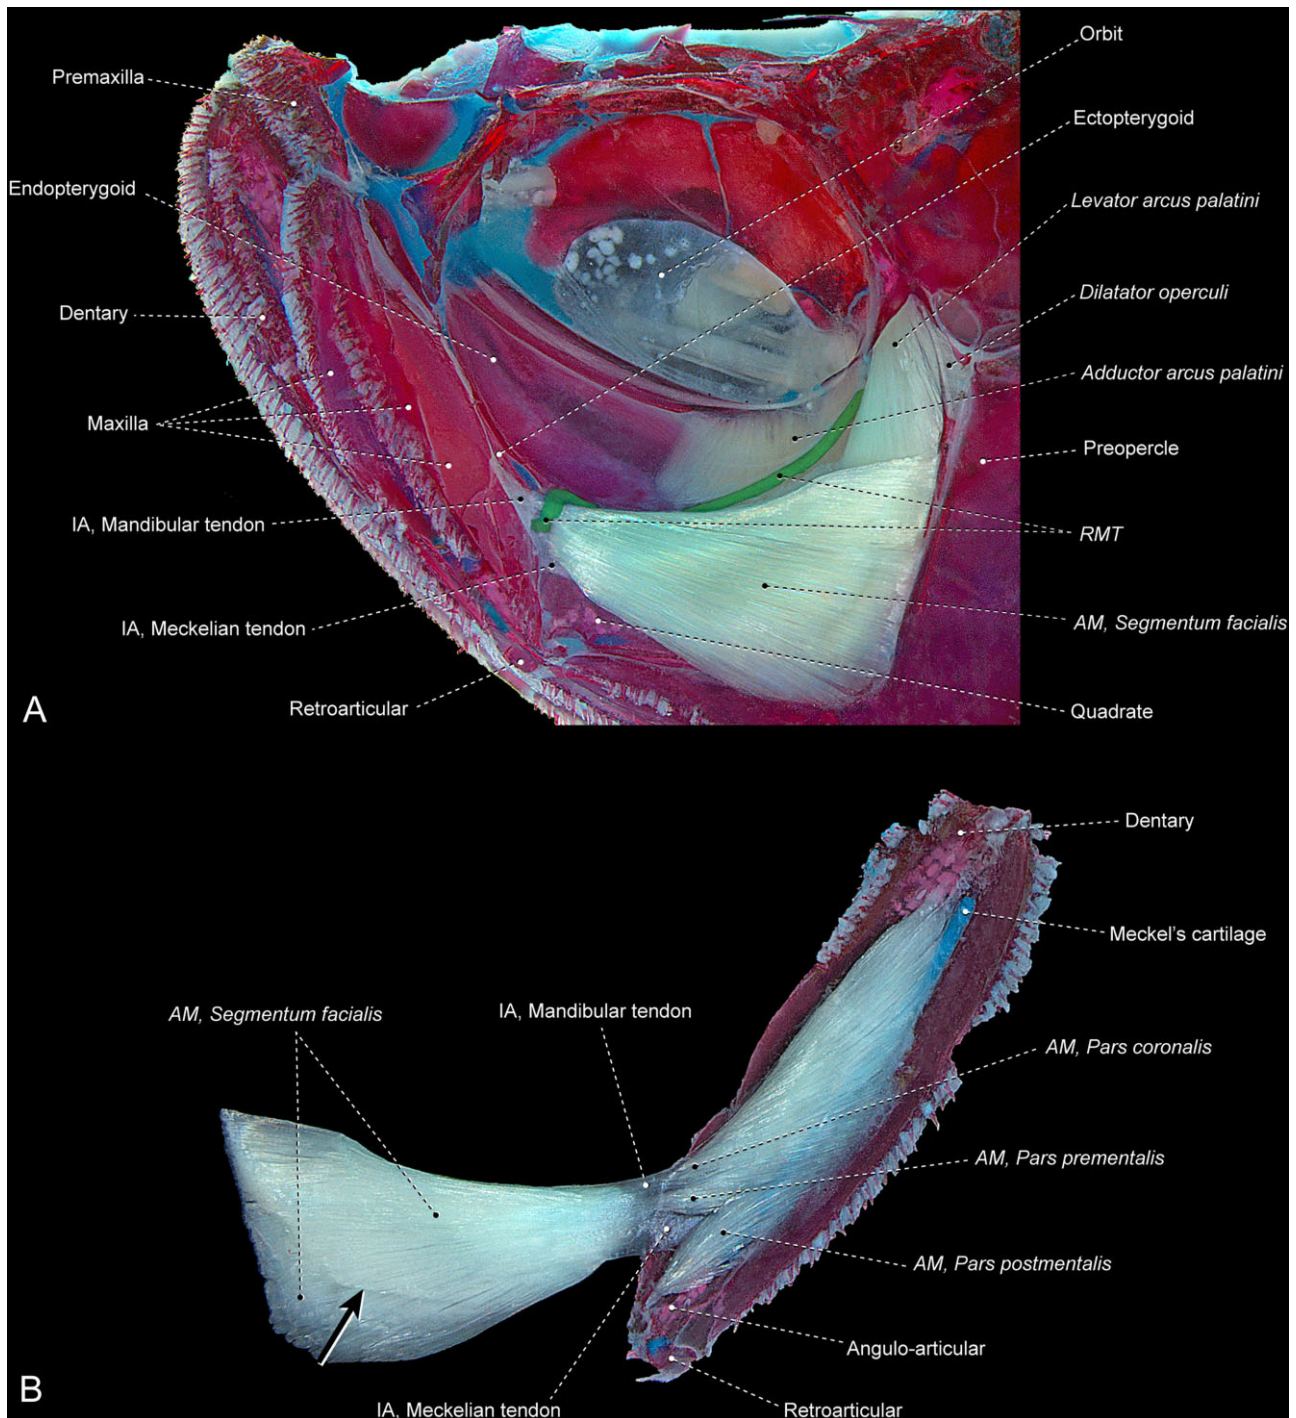 Premaxilla
Endopterygoid
Dentary
Maxilla
IA, Mandibular tendon
IA, Meckelian tendon
Retroarticular
Orbit
Ectopterygoid
Levator arcus palatini
Dilatator operculi
Adductor arcus palatini
Preopercle
RMT
AM, Segmentum facialis
Quadrate
A
Dentary
Meckel's cartilage
IA, Mandibular tendon
AM, Segmentum facialis
AM, Pars coronalis
AM, Pars prementalis
AM, Pars postmentalis
Angulo-articular
Retroarticular
IA, Meckelian tendon
B